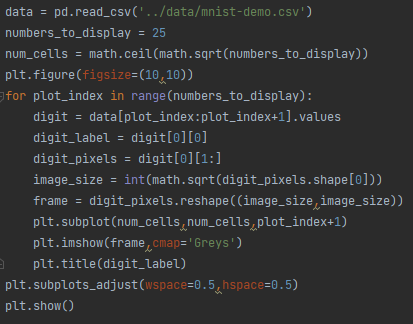 data = pd.read_csv('../data/mnist-demo.csv')
numbers_to_display = 25
num_cells = math.ceil(math.sqrt(numbers_to_display))
plt.figure(figsize=(10,10))
for plot_index in range(numbers_to_display):
    digit = data[plot_index:plot_index+1].values
    digit_label = digit[0][0]
    digit_pixels = digit[0][1:]
    image_size = int(math.sqrt(digit_pixels.shape[0]))
    frame = digit_pixels.reshape((image_size,image_size))
    plt.subplot(num_cells,num_cells,plot_index+1)
    plt.imshow(frame,cmap='Greys')
    plt.title(digit_label)
plt.subplots_adjust(wspace=0.5,hspace=0.5)
plt.show()